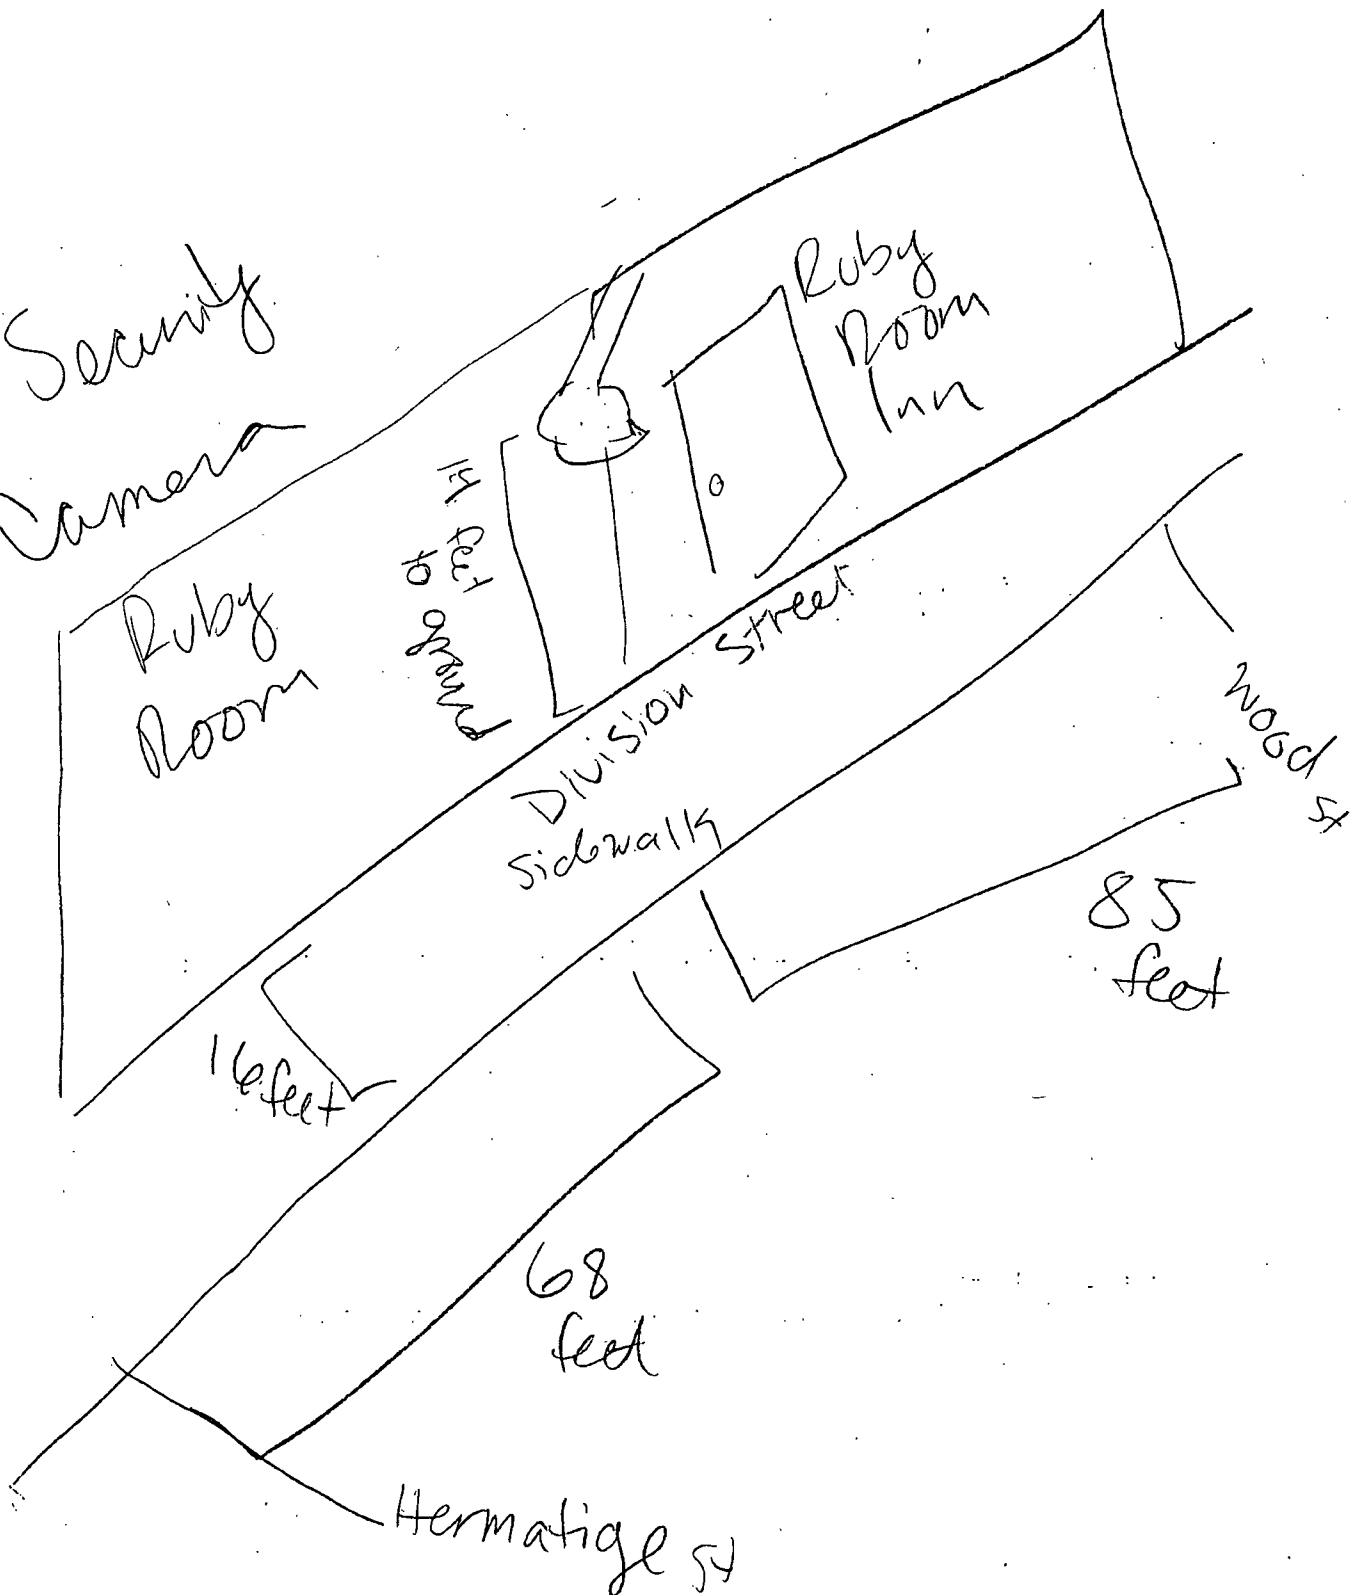 Security
Camera
Ruby
Room
Inn
Ruby
Room
feet
to ground
Division Street
Sidewalk
Wood
St
85
feet
16 feet
68
feet
Hermatige St